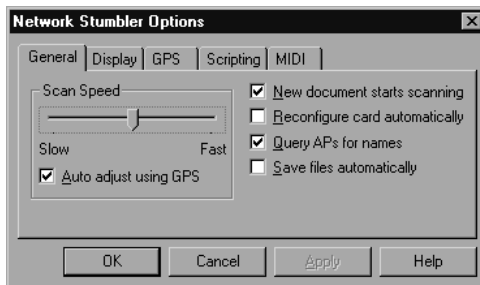 Network Stumbler Options
General Display GPS Scripting MIDI
Scan Speed
Slow Fast
Auto adjust using GPS
New document starts scanning
Reconfigure card automatically
Query APs for names
Save files automatically
OK Cancel Apply Help